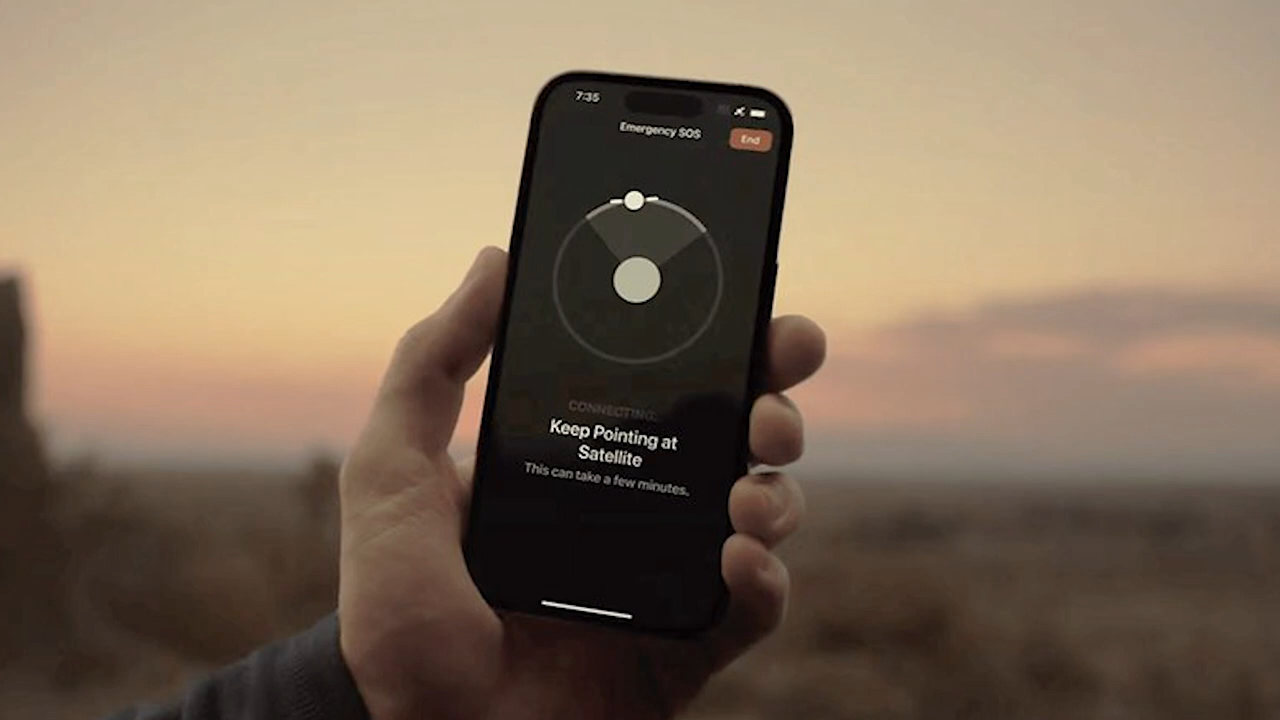 7:35
Emergency SOS
End
CONNECTING...
Keep Pointing at
Satellite
This can take a few minutes.